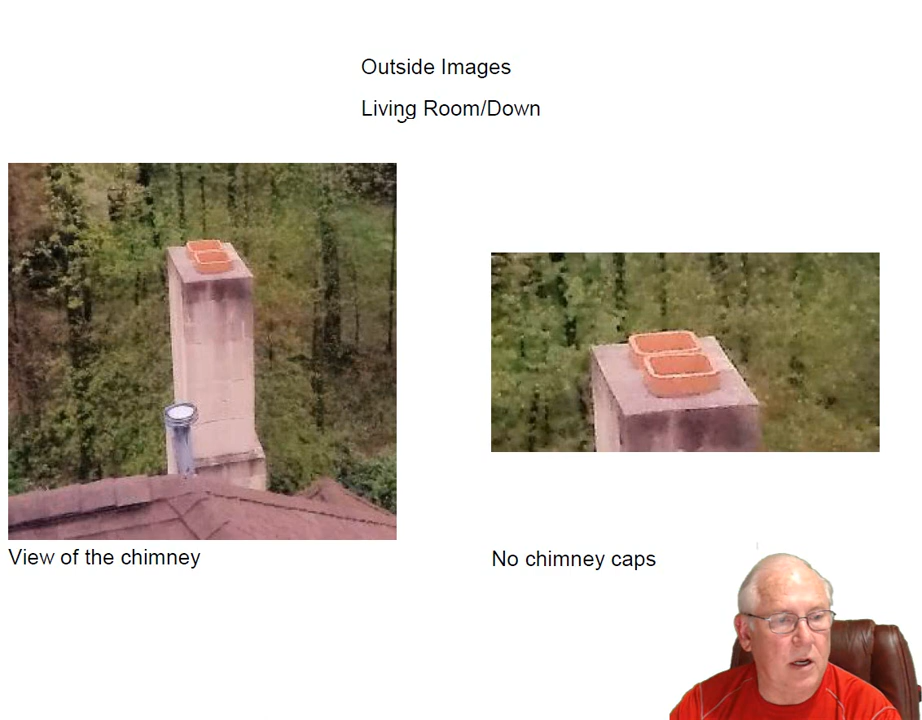 Outside Images
Living Room/Down
View of the chimney
No chimney caps